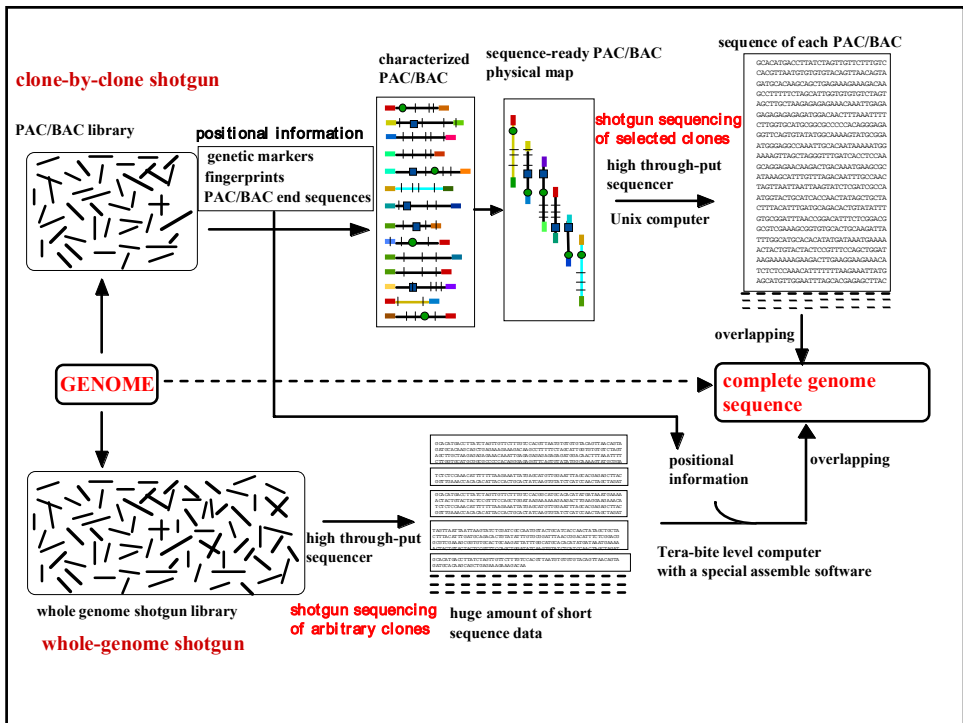 clone-by-clone shotgun
PAC/BAC library
positional information
genetic markers
fingerprints
PAC/BAC end sequences
characterized
PAC/BAC
sequence-ready PAC/BAC
physical map
shotgun sequencing
of selected clones
high through-put
sequencer
Unix computer
sequence of each PAC/BAC
GCACATGACCTTATCTAGTTGTTCTTTGTC
CACGTTAATGTGTGTGTACAGTTAACAGTA
GATGCACAAGCAGCTGAGAAAGAAAGACAA
GCCTTTTTCTAGCATTGGTGTGTGTCTAGT
AGCTTGCTAAGAGAGAGAAACAAATTGAGA
GAGAGAGAGAGATGGACAACTTTAAATTTT
CTTGGTGCATGCGGCGCCCCCCACAGGGAGA
GGTTCAGTGTATATGGCAAAAGTATGCGGA
ATGGGAGGCCAAATTGCACAATAAAAATGG
AAAAAGTTAGCTAGGGTTTGATCACCTCCAA
GCAGGAGAACAAGACTGACAAATGAAGCGC
ATAAAGCATTGTTTAGACAATTTGCCAAC
TAGTTAATTAATTAAGTATCTCGATCGCCA
ATGGTACTGCATCACCAACTATAGCTGCTA
CTTTACATTTGATGCAGACACTGTATATTT
GTGCGGATTTAACCGGACATTTCTCGGACG
GCGTCGAAAGCGGTGTGCACTGCAAGATTA
TTTGGCATGCACACATATGATAAATGAAAA
ACTACTGTACTACTCCGTTTCCAGCTGGAT
AAGAAAAAAGAAGACTTGAAGGAAGAAACA
TCTCTCCAAACATTTTTTTAAGAAATTATG
AGCATGTTGGAATTTAGCACGAGAGCTTAC
overlapping
GENOME
complete genome
sequence
positional
information
overlapping
high through-put
sequencer
Tera-bite level computer
with a special assemble software
whole genome shotgun library
shotgun sequencing
of arbitrary clones
huge amount of short
sequence data
whole-genome shotgun